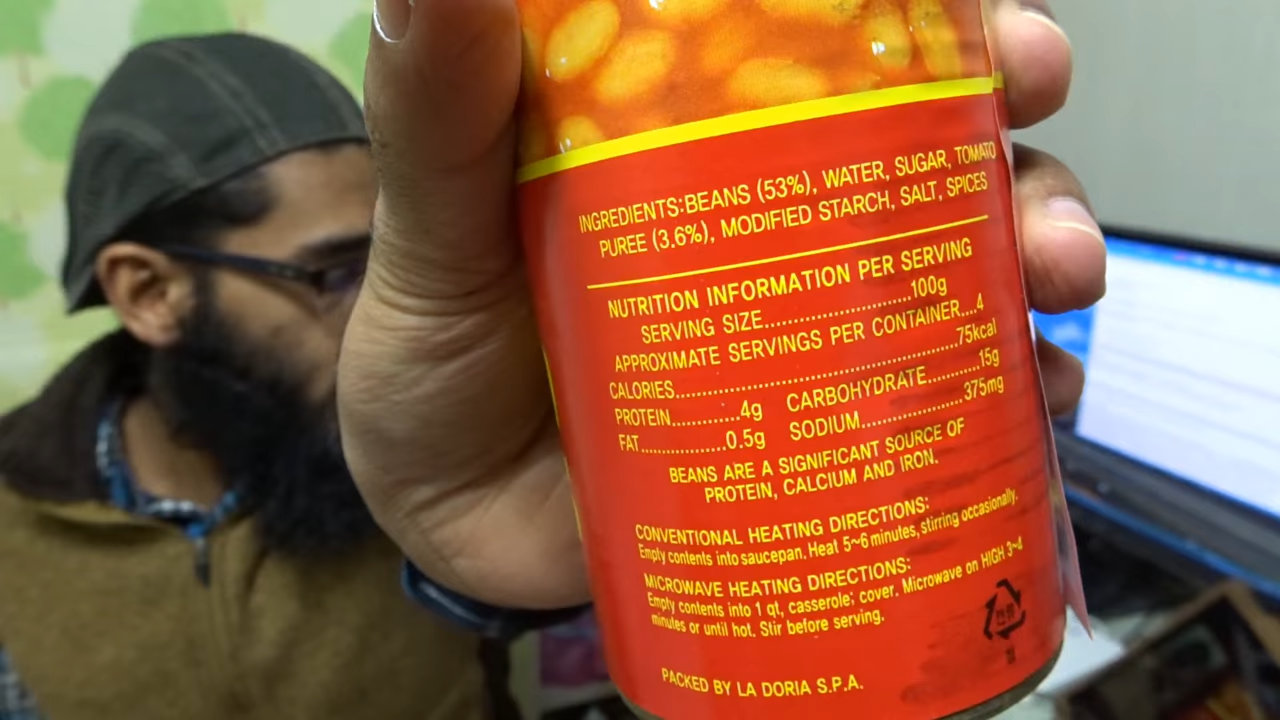 INGREDIENTS:BEANS (53%), WATER, SUGAR, TOMATO
PUREE (3.6%), MODIFIED STARCH, SALT, SPICES
NUTRITION INFORMATION PER SERVING
SERVING SIZE....................100g
APPROXIMATE SERVINGS PER CONTAINER....4
CALORIES.....................................75kcal
PROTEIN..........4g CARBOHYDRATE..........15g
FAT............0.5g SODIUM..............375mg
BEANS ARE A SIGNIFICANT SOURCE OF
PROTEIN, CALCIUM AND IRON.
CONVENTIONAL HEATING DIRECTIONS:
Empty contents into saucepan. Heat 5~6 minutes, stirring occasionally.
MICROWAVE HEATING DIRECTIONS:
Empty contents into 1 qt, casserole; cover. Microwave on HIGH 3~4
minutes or until hot. Stir before serving.
PACKED BY LA DORIA S.P.A.